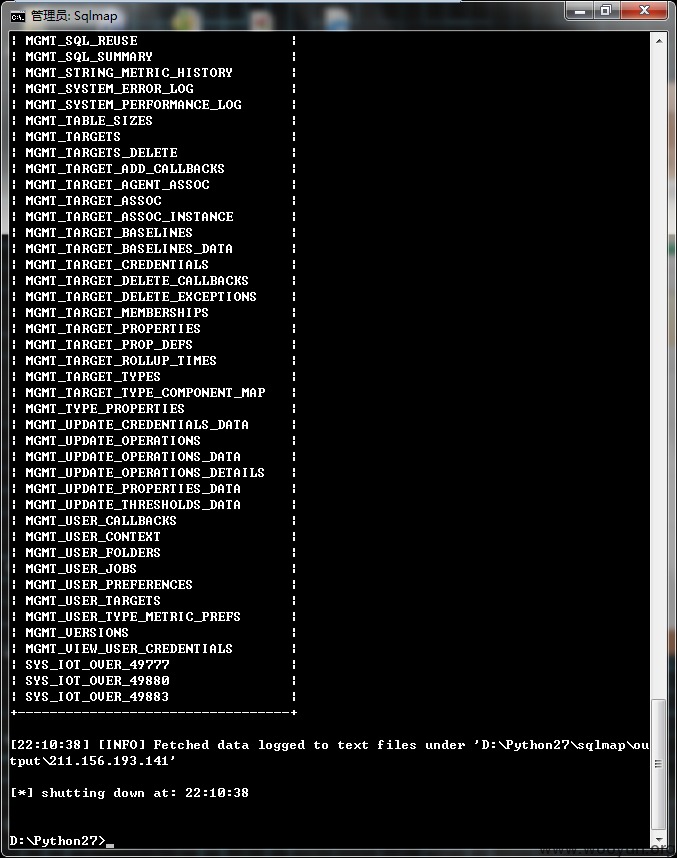 管理员: Sqlmap
| MGMT_SQL_REUSE |
| MGMT_SQL_SUMMARY |
| MGMT_STRING_METRIC_HISTORY |
| MGMT_SYSTEM_ERROR_LOG |
| MGMT_SYSTEM_PERFORMANCE_LOG |
| MGMT_TABLE_SIZES |
| MGMT_TARGETS |
| MGMT_TARGETS_DELETE |
| MGMT_TARGET_ADD_CALLBACKS |
| MGMT_TARGET_AGENT_ASSOC |
| MGMT_TARGET_ASSOC |
| MGMT_TARGET_ASSOC_INSTANCE |
| MGMT_TARGET_BASELINES |
| MGMT_TARGET_BASELINES_DATA |
| MGMT_TARGET_CREDENTIALS |
| MGMT_TARGET_DELETE_CALLBACKS |
| MGMT_TARGET_DELETE_EXCEPTIONS |
| MGMT_TARGET_MEMBERSHIPS |
| MGMT_TARGET_PROPERTIES |
| MGMT_TARGET_PROP_DEFS |
| MGMT_TARGET_ROLLUP_TIMES |
| MGMT_TARGET_TYPES |
| MGMT_TARGET_TYPE_COMPONENT_MAP |
| MGMT_TYPE_PROPERTIES |
| MGMT_UPDATE_CREDENTIALS_DATA |
| MGMT_UPDATE_OPERATIONS |
| MGMT_UPDATE_OPERATIONS_DATA |
| MGMT_UPDATE_OPERATIONS_DETAILS |
| MGMT_UPDATE_PROPERTIES_DATA |
| MGMT_UPDATE_THRESHOLDS_DATA |
| MGMT_USER_CALLBACKS |
| MGMT_USER_CONTEXT |
| MGMT_USER_FOLDERS |
| MGMT_USER_JOBS |
| MGMT_USER_PREFERENCES |
| MGMT_USER_TARGETS |
| MGMT_USER_TYPE_METRIC_PREFS |
| MGMT_VERSIONS |
| MGMT_VIEW_USER_CREDENTIALS |
| SYS_IOT_OVER_49777 |
| SYS_IOT_OVER_49880 |
| SYS_IOT_OVER_49883 |
+----------------------------------+
[22:10:38] [INFO] Fetched data logged to text files under 'D:\Python27\sqlmap\ou
tput\211.156.193.141'
[*] shutting down at: 22:10:38
D:\Python27>_